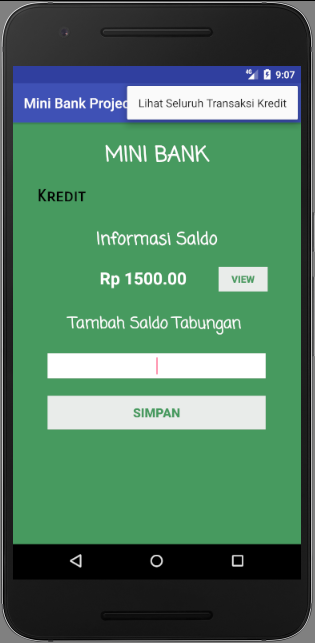 9:07
Mini Bank Projec
Lihat Seluruh Transaksi Kredit
MINI BANK
KREDIT
Informasi Saldo
Rp 1500.00
VIEW
Tambah Saldo Tabungan
SIMPAN